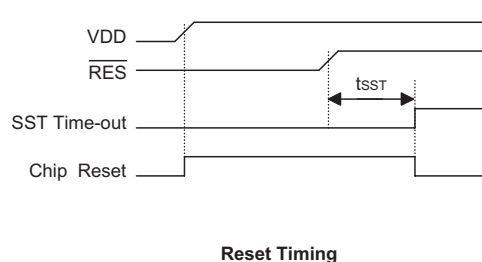 VDD
RES
tSST
SST Time-out
Chip Reset
Reset Timing